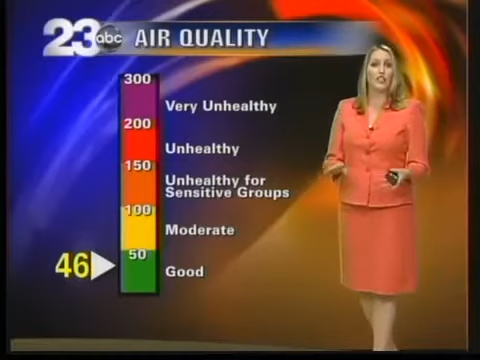 23 abc AIR QUALITY
300
Very Unhealthy
200
Unhealthy
150
Unhealthy for
Sensitive Groups
100
Moderate
50
46
Good